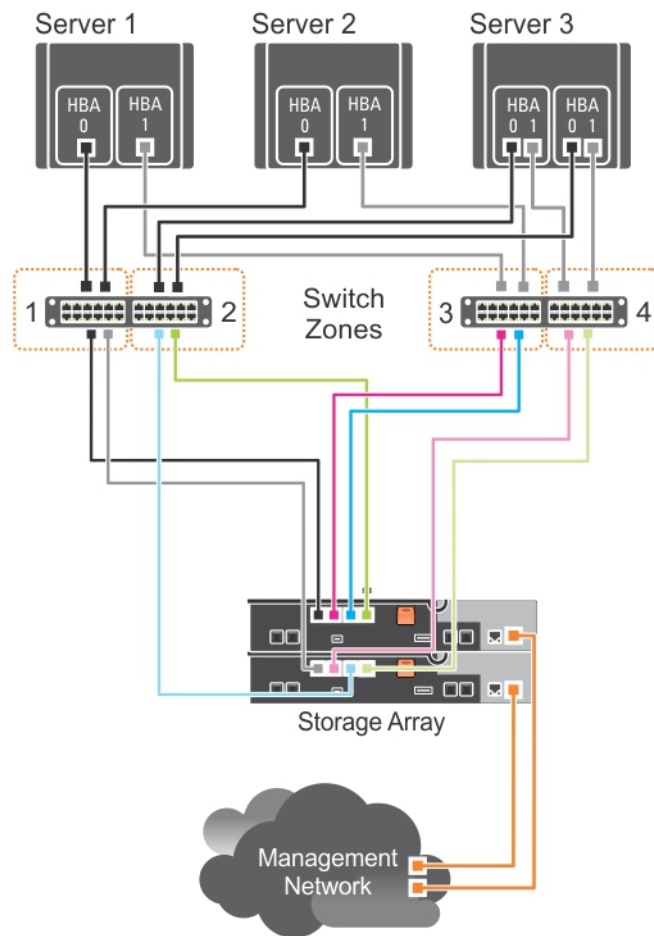 Server 1
Server 2
Server 3
HBA
0
HBA
1
HBA
0
HBA
1
HBA
0 1
HBA
0 1
1
2
Switch
Zones
3
4
Storage Array
Management
Network